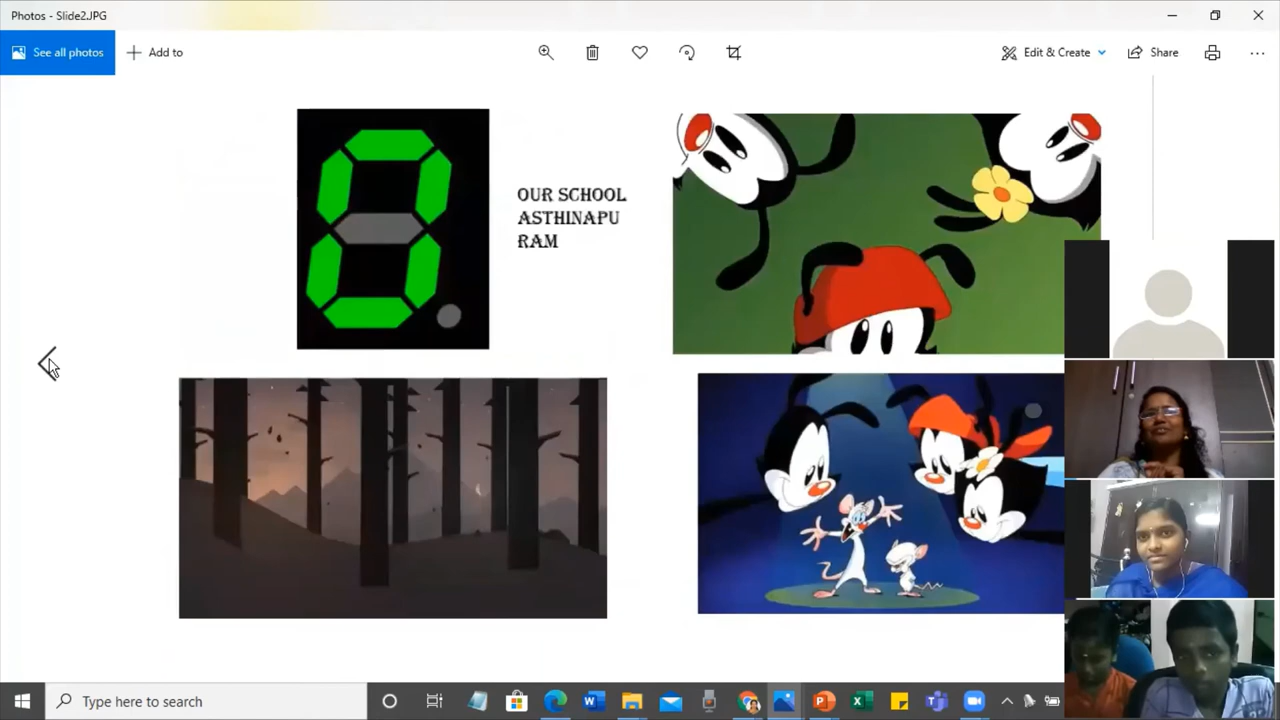 Photos - Slide2.JPG
See all photos
Add to
Edit & Create
Share
OUR SCHOOL
ASTHINAPU
RAM
Type here to search